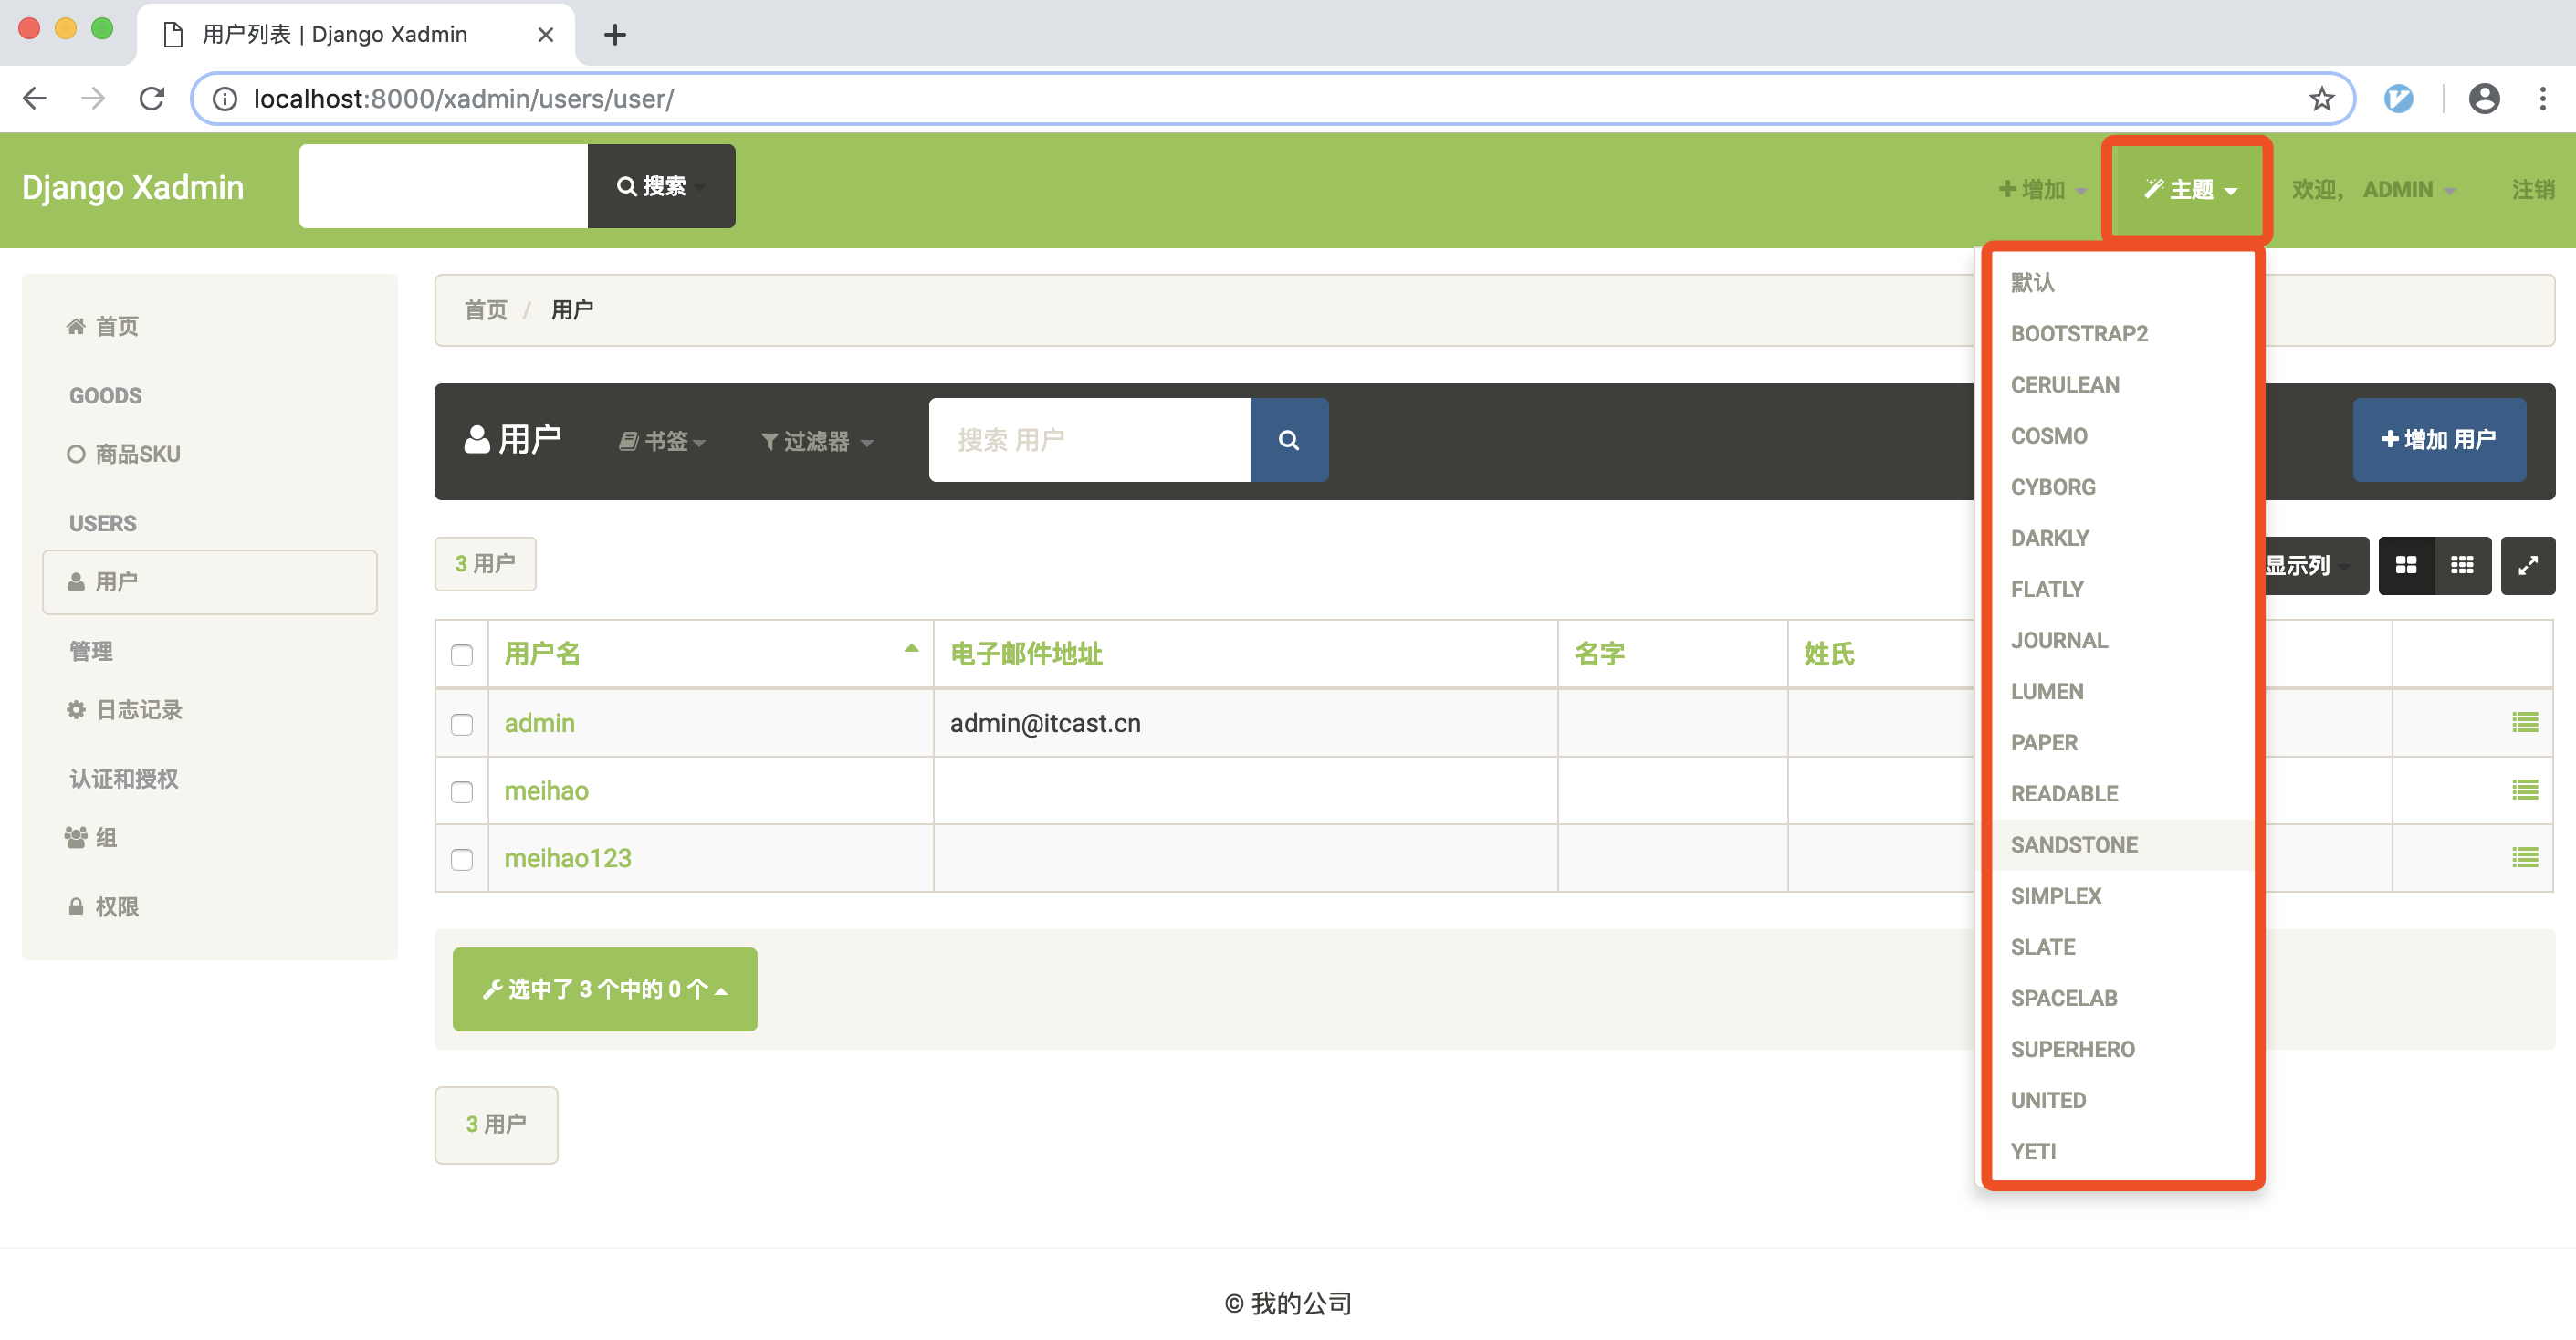 用户列表 | Django Xadmin
localhost:8000/xadmin/users/user/
Django Xadmin
搜索
增加
主题
欢迎， ADMIN
注销
首页
GOODS
商品SKU
USERS
用户
管理
日志记录
认证和授权
组
权限
首页 / 用户
用户
书签
过滤器
搜索 用户
增加 用户
3 用户
显示列
用户名 电子邮件地址 名字 姓氏
admin admin@itcast.cn
meihao
meihao123
选中了 3 个中的 0 个
3 用户
默认
BOOTSTRAP2
CERULEAN
COSMO
CYBORG
DARKLY
FLATLY
JOURNAL
LUMEN
PAPER
READABLE
SANDSTONE
SIMPLEX
SLATE
SPACELAB
SUPERHERO
UNITED
YETI
© 我的公司